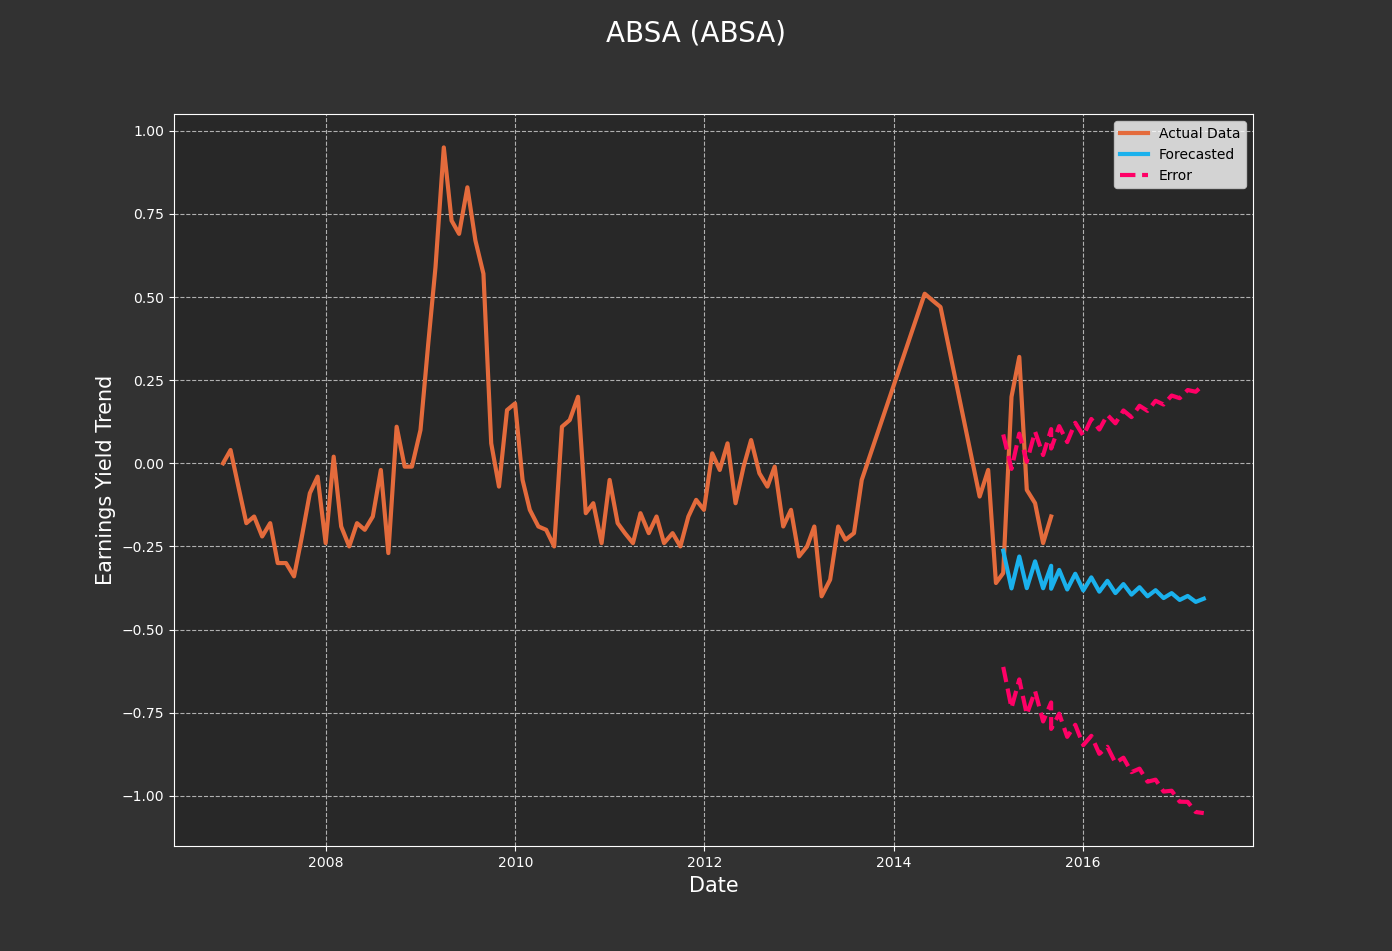 ABSA (ABSA)
Actual Data
Forecasted
Error
1.00
0.75
0.50
0.25
0.00
−0.25
−0.50
−0.75
−1.00
Earnings Yield Trend
2008 2010 2012 2014 2016
Date